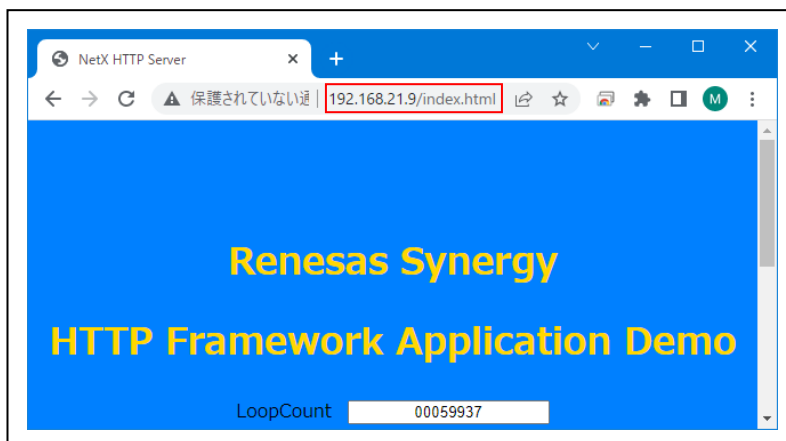 NetX HTTP Server
保護されていない通 192.168.21.9/index.html M
Renesas Synergy
HTTP Framework Application Demo
LoopCount 00059937